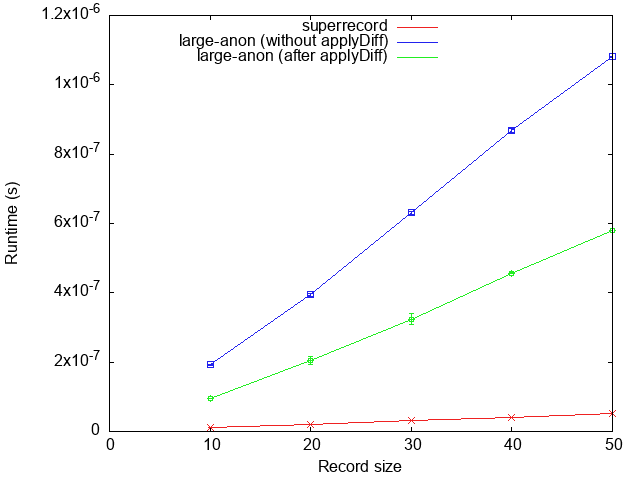 superrecord
large-anon (without applyDiff)
large-anon (after applyDiff)
1.2x10-6
1x10-6
8x10-7
6x10-7
4x10-7
2x10-7
0
Runtime (s)
0 10 20 30 40 50
Record size